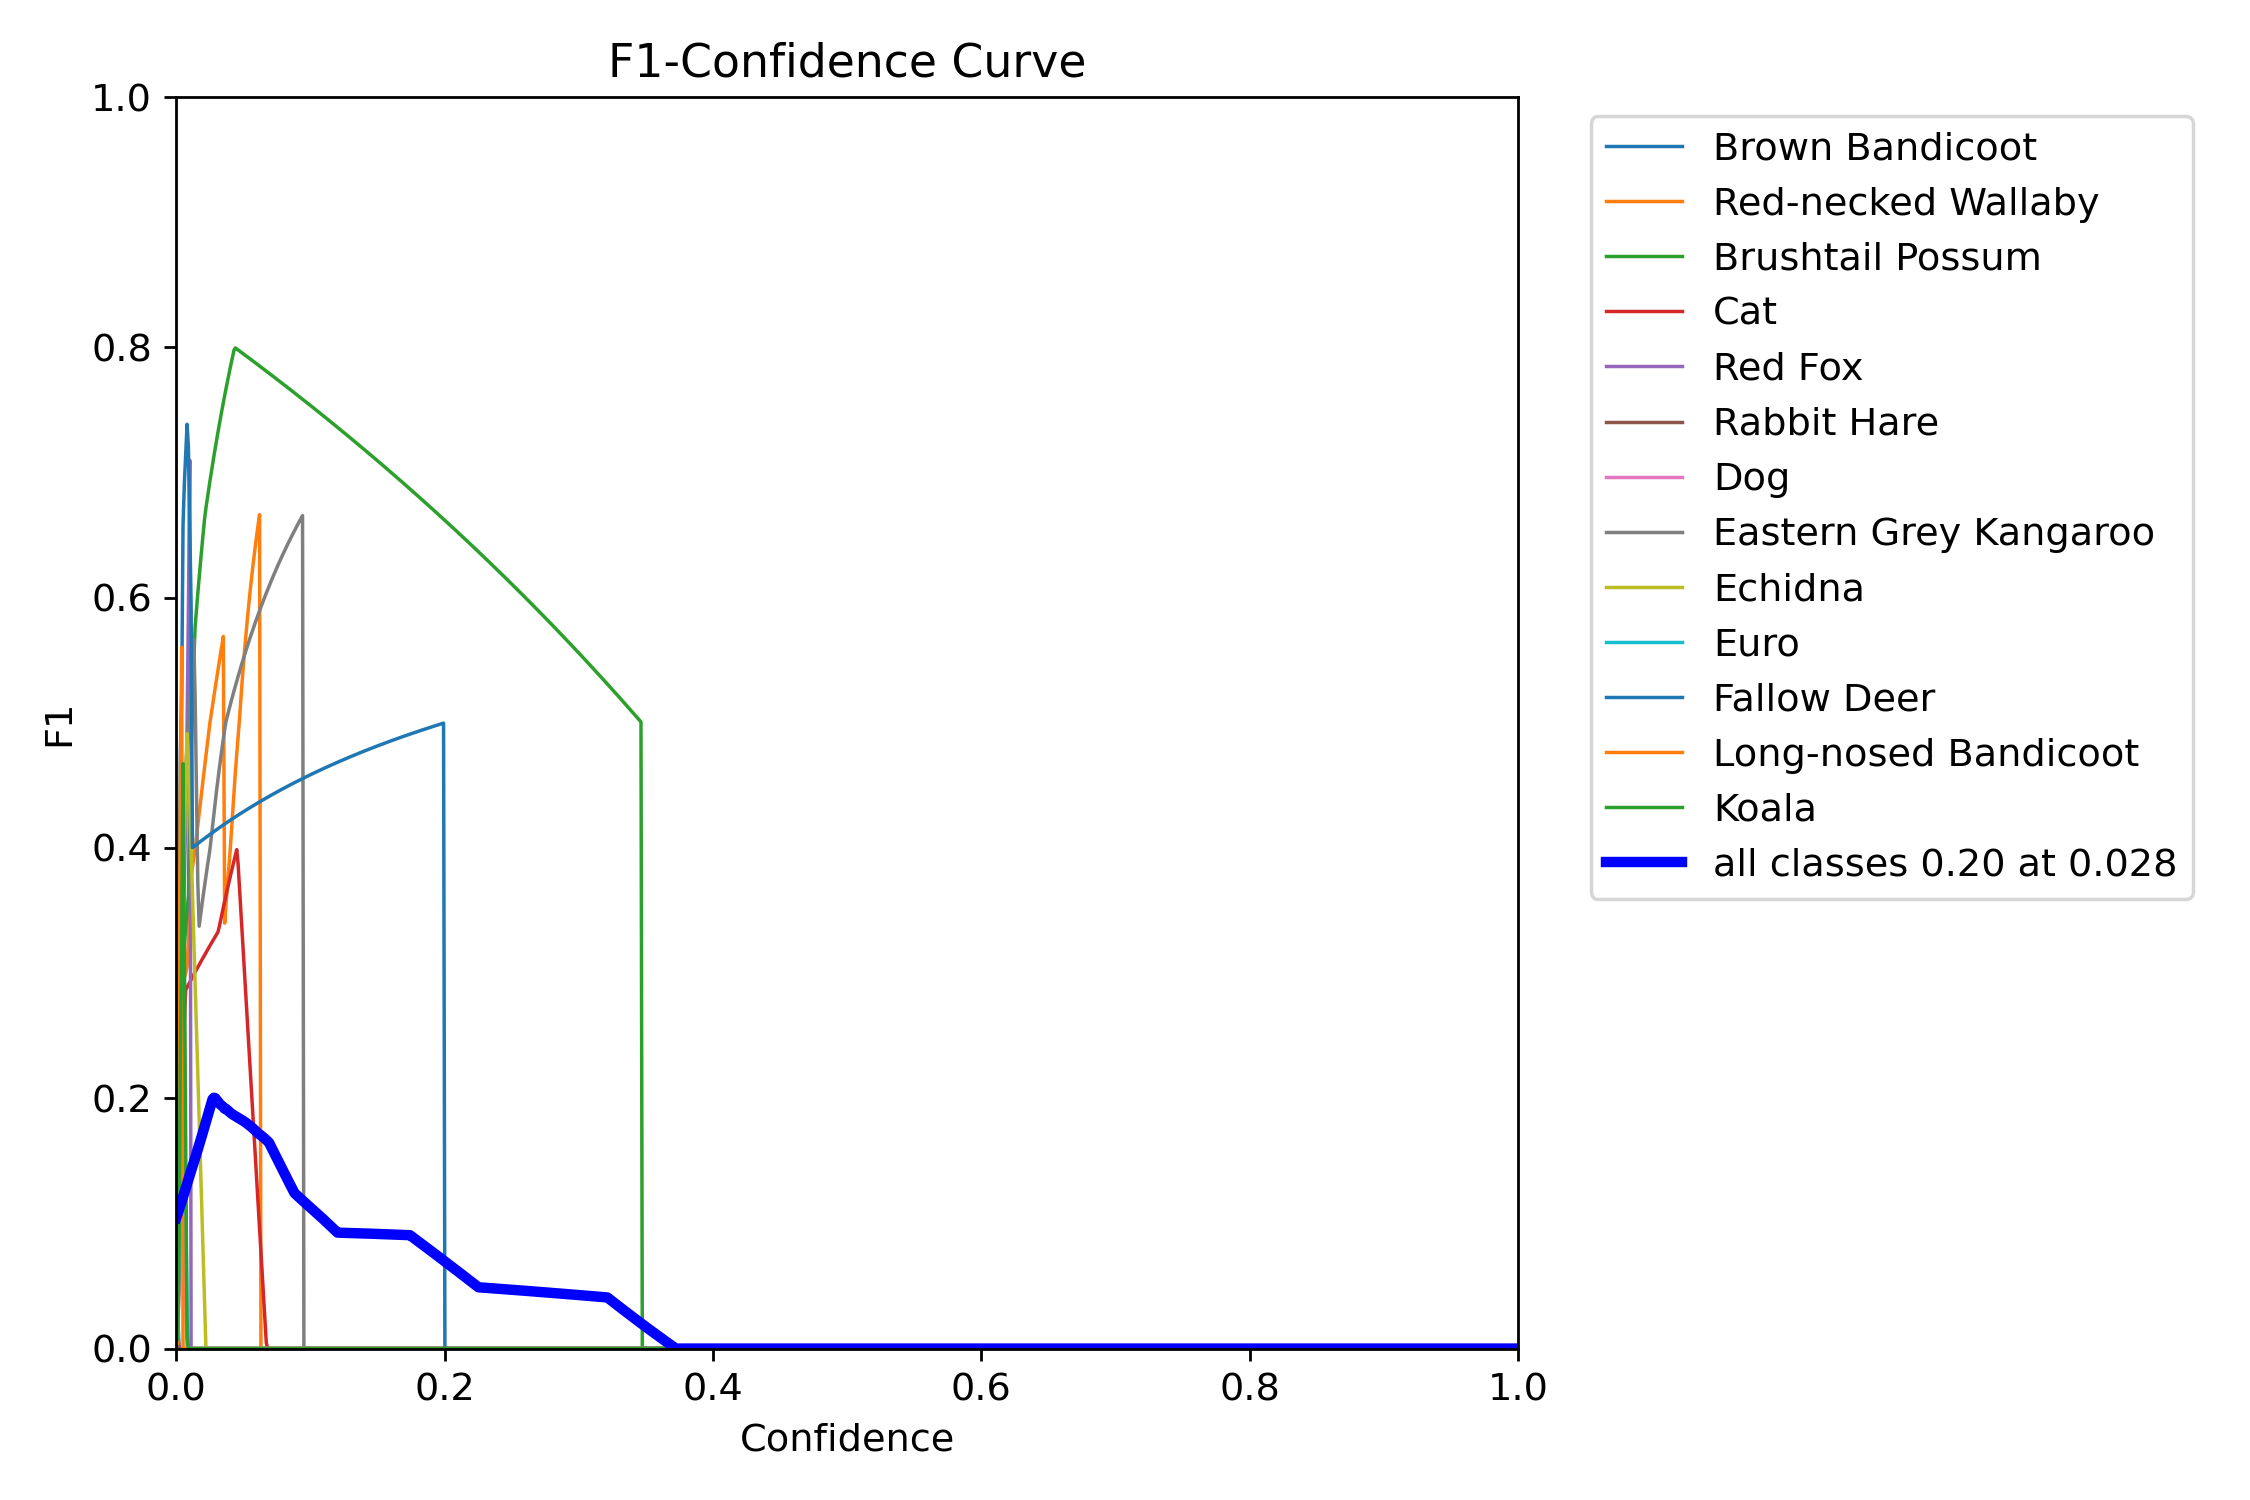 F1-Confidence Curve
1.0
0.8
0.6
0.4
0.2
0.0
F1
0.0 0.2 0.4 0.6 0.8 1.0
Confidence
Brown Bandicoot
Red-necked Wallaby
Brushtail Possum
Cat
Red Fox
Rabbit Hare
Dog
Eastern Grey Kangaroo
Echidna
Euro
Fallow Deer
Long-nosed Bandicoot
Koala
all classes 0.20 at 0.028